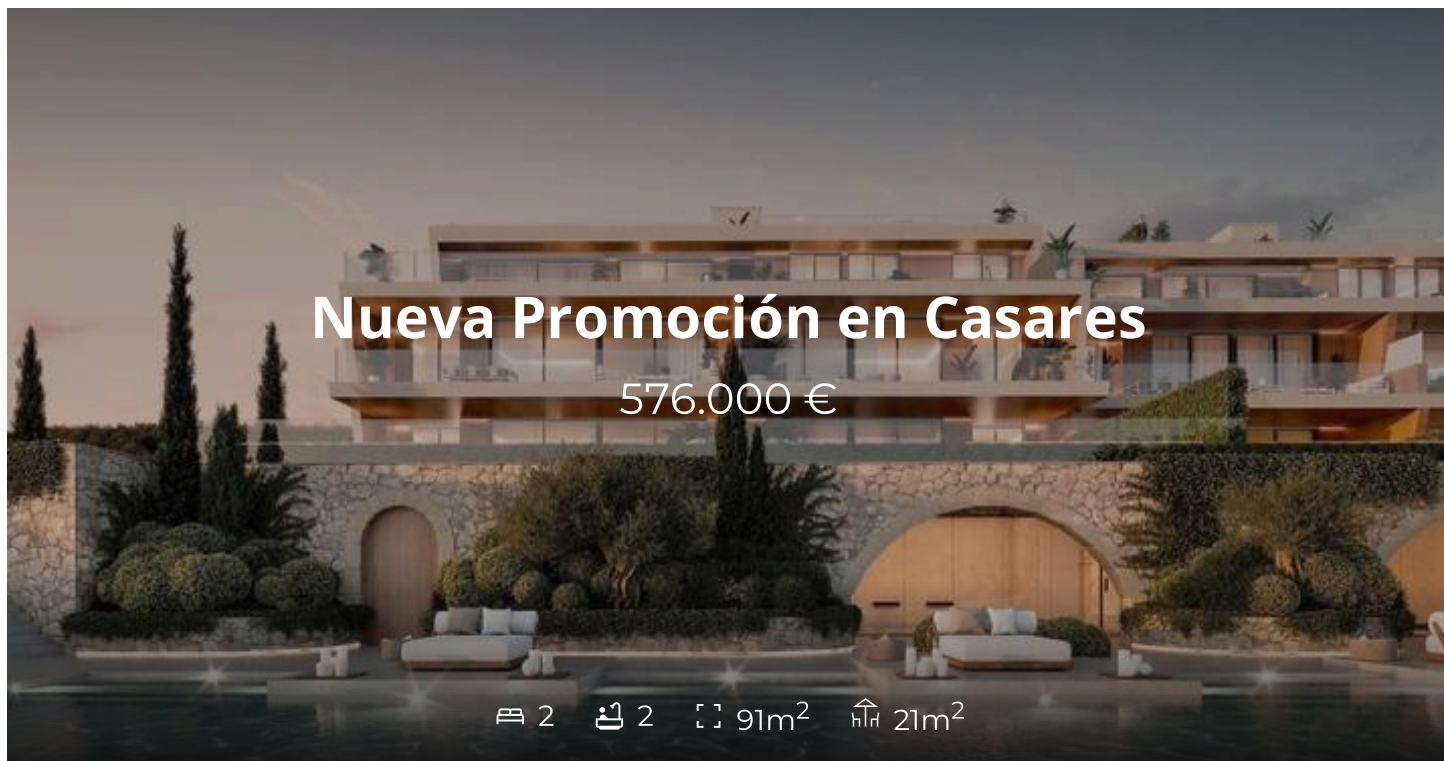 Nueva Promoción en Casares
576.000 €
2 2 91m² 21m²